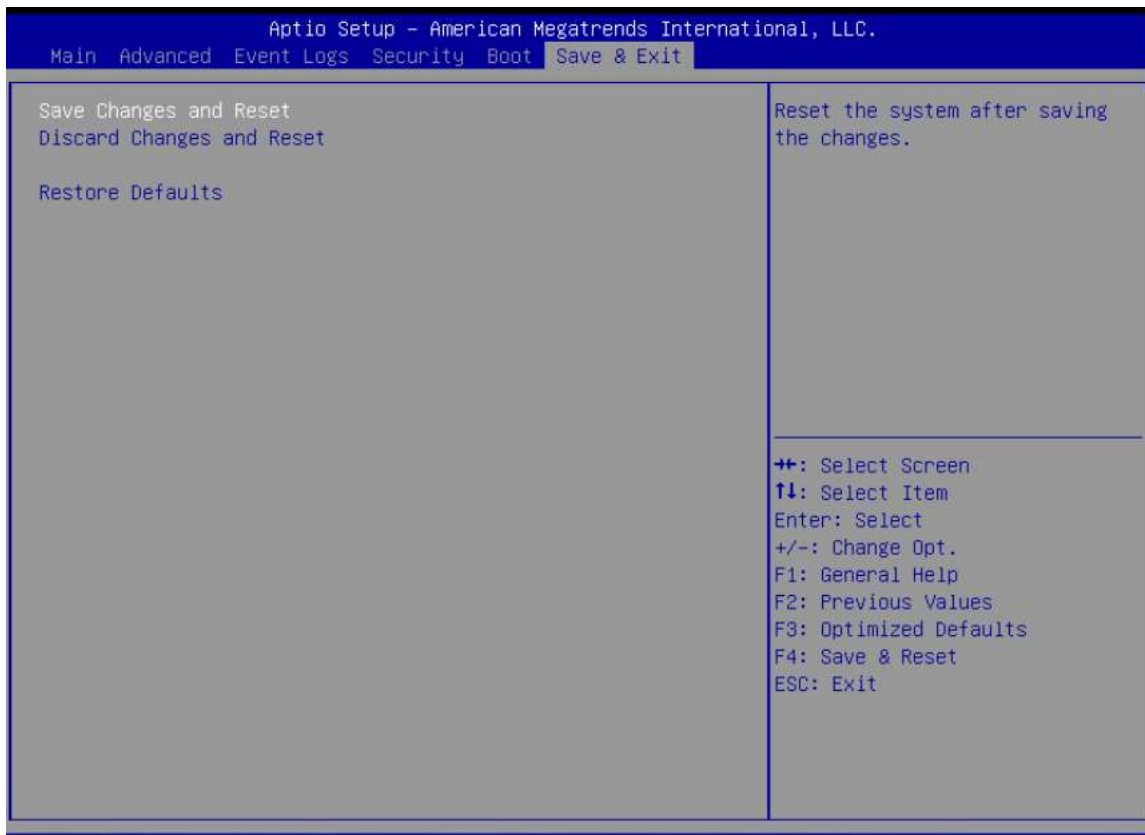 Aptio Setup – American Megatrends International, LLC.
Main Advanced Event Logs Security Boot Save & Exit
Save Changes and Reset
Discard Changes and Reset
Restore Defaults
Reset the system after saving
the changes.
→←: Select Screen
↑↓: Select Item
Enter: Select
+/-: Change Opt.
F1: General Help
F2: Previous Values
F3: Optimized Defaults
F4: Save & Reset
ESC: Exit